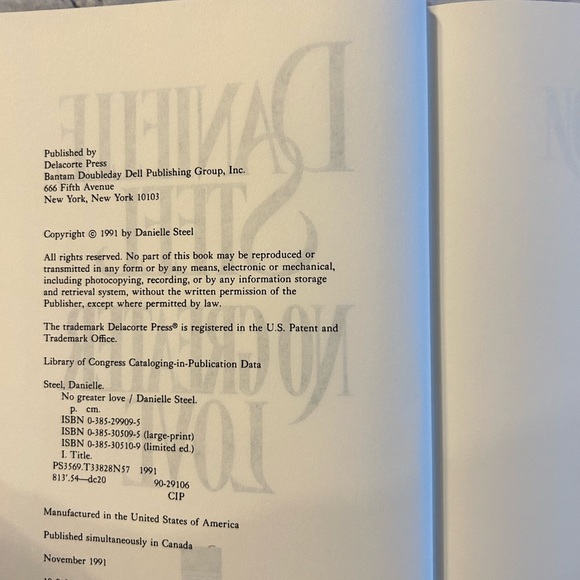 Published by
Delacorte Press
Bantam Doubleday Dell Publishing Group, Inc.
666 Fifth Avenue
New York, New York 10103
Copyright © 1991 by Danielle Steel
All rights reserved. No part of this book may be reproduced or
transmitted in any form or by any means, electronic or mechanical,
including photocopying, recording, or by any information storage
and retrieval system, without the written permission of the
Publisher, except where permitted by law.
The trademark Delacorte Press® is registered in the U.S. Patent and
Trademark Office.
Library of Congress Cataloging-in-Publication Data
Steel, Danielle.
No greater love / Danielle Steel.
p. cm.
ISBN 0-385-29909-5
ISBN 0-385-30509-5 (large-print)
ISBN 0-385-30510-9 (limited ed.)
I. Title.
PS3569.T33828N57 1991
813'.54—dc20 90-29106
CIP
Manufactured in the United States of America
Published simultaneously in Canada
November 1991
DANIELLE
STEEL
NO GREATER
LOVE